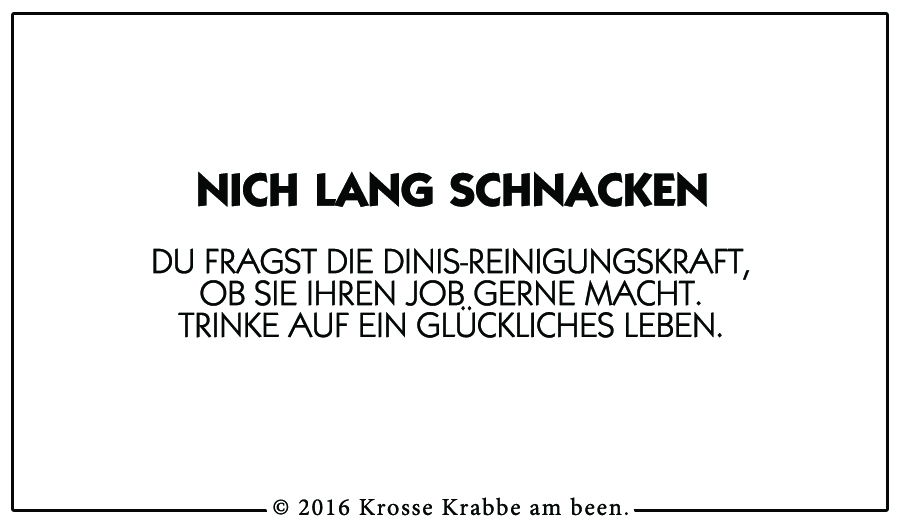 NICH LANG SCHNACKEN
DU FRAGST DIE DINIS-REINIGUNGSKRAFT,
OB SIE IHREN JOB GERNE MACHT.
TRINKE AUF EIN GLÜCKLICHES LEBEN.
© 2016 Krosse Krabbe am been.